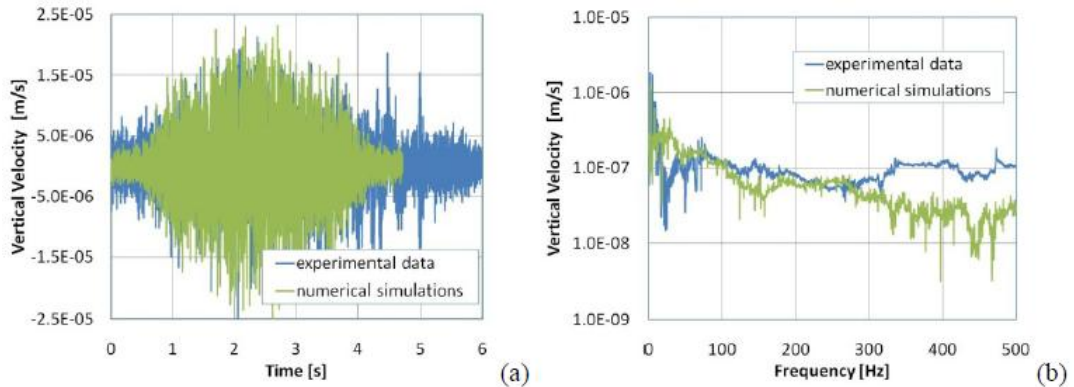 2.5E-05
1.5E-05
5.0E-06
-5.0E-06
-1.5E-05
-2.5E-05
Vertical Velocity [m/s]
experimental data
numerical simulations
0 1 2 3 4 5 6
Time [s]
(a)
1.0E-05
1.0E-06
1.0E-07
1.0E-08
1.0E-09
Vertical Velocity [m/s]
experimental data
numerical simulations
0 100 200 300 400 500
Frequency [Hz]
(b)